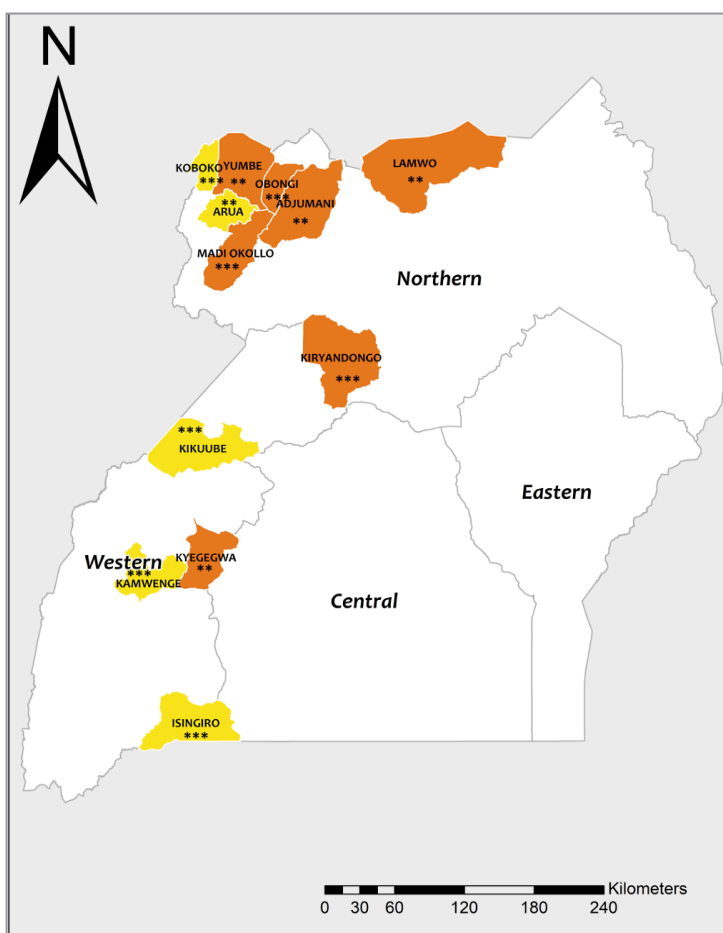 N
KOBOKO
***
YUMBE
**
OBONGI
***
ADJUMANI
**
LAMWO
**
**
ARUA
MADI OKOLLO
***
Northern
KIRYANDONGO
***
***
KIKUUBE
Eastern
Western
***
KAMWENGE
KYEGEGWA
**
Central
ISINGIRO
***
Kilometers
0 30 60 120 180 240